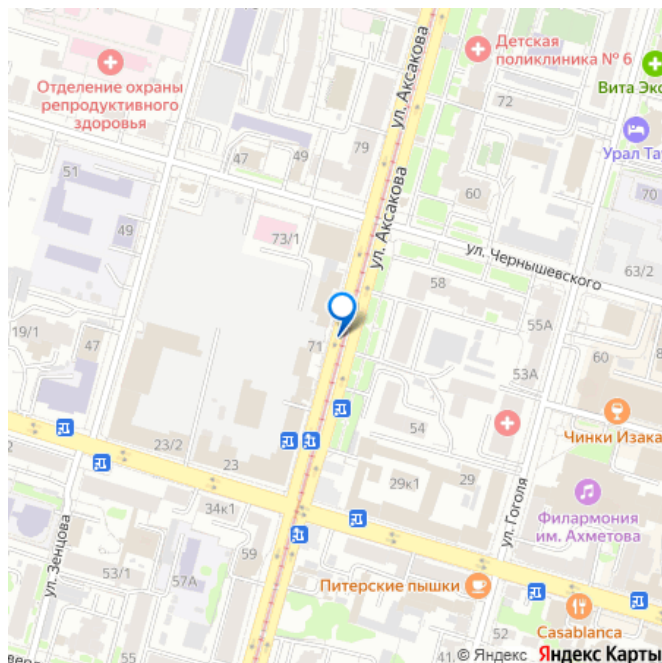 ул. Аксакова
Детская
поликлиника № 6
Отделение охраны
репродуктивного
здоровья
Вита Экс
72
79
47
49
Урал Та
51
60
70
ул. Аксакова
49
73/1
ул. Чернышевского
63/2
58
19/1
47
71
55А
60
53А
54
Чинки Изака
23/2
23
29к1
29
34к1
ул. Гоголя
Филармония
им. Ахметова
ул. Зенцова
59
53/1
57А
Питерские пышки
52
Casablanca
© Яндекс Яндекс Карты